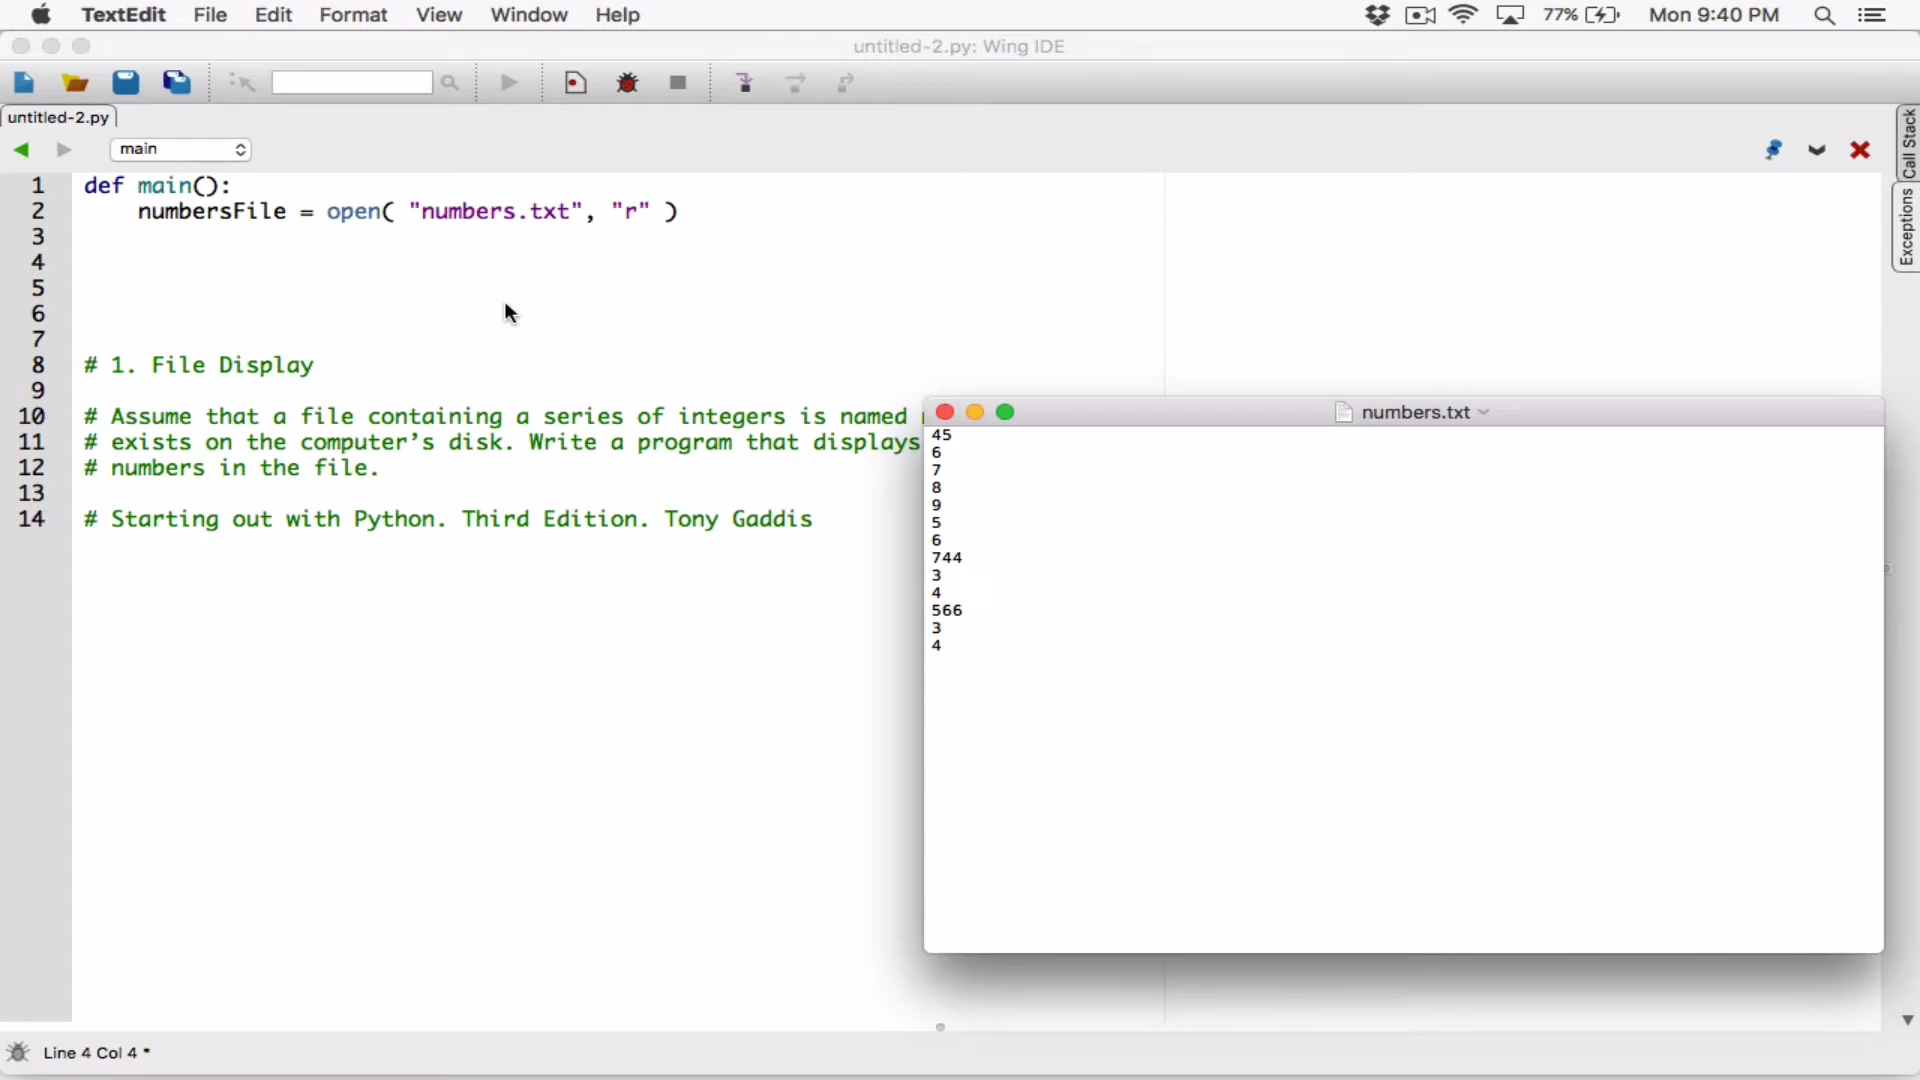 TextEdit File Edit Format View Window Help 77% Mon 9:40 PM
untitled-2.py: Wing IDE
untitled-2.py
main
Call Stack
Exceptions
1 def main():
2 numbersFile = open( "numbers.txt", "r" )
3
4
5
6
7
8 # 1. File Display
9
10 # Assume that a file containing a series of integers is named
11 # exists on the computer’s disk. Write a program that displays
12 # numbers in the file.
13
14 # Starting out with Python. Third Edition. Tony Gaddis
numbers.txt
45
6
7
8
9
5
6
744
3
4
566
3
4
Line 4 Col 4 *